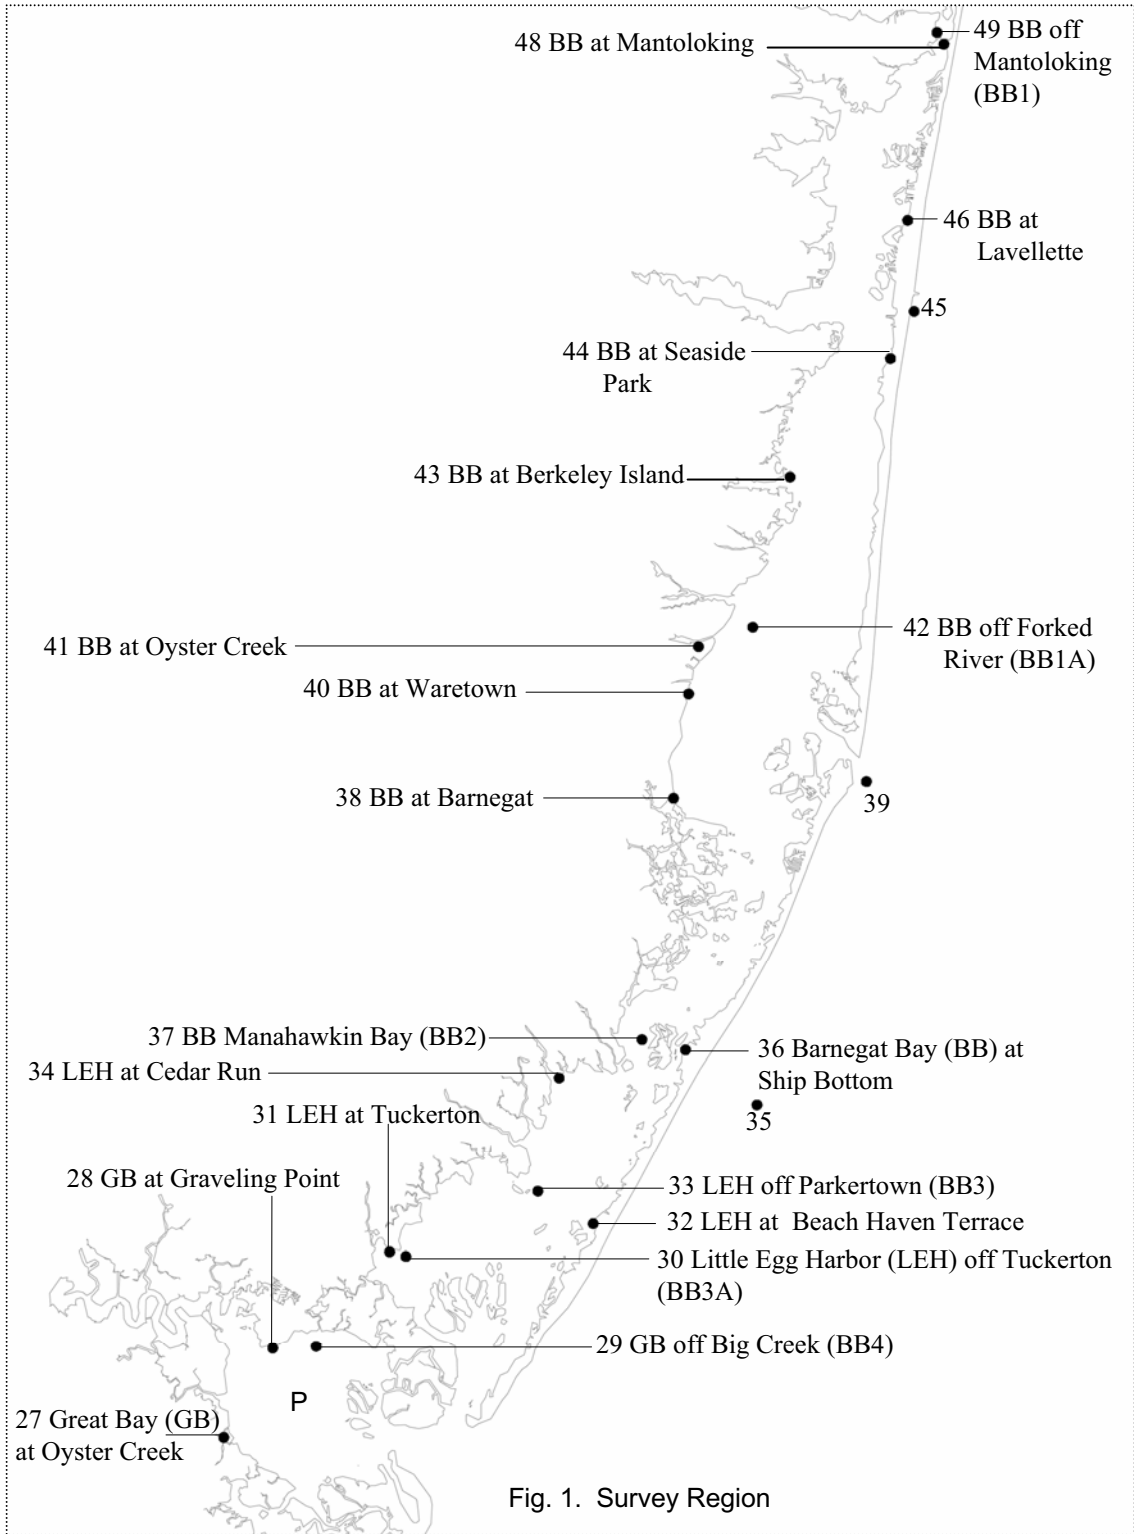 49 BB off
Mantoloking
(BB1)
48 BB at Mantoloking
46 BB at
Lavellette
45
44 BB at Seaside
Park
43 BB at Berkeley Island
42 BB off Forked
River (BB1A)
41 BB at Oyster Creek
40 BB at Waretown
39
38 BB at Barnegat
37 BB Manahawkin Bay (BB2)
36 Barnegat Bay (BB) at
Ship Bottom
34 LEH at Cedar Run
35
31 LEH at Tuckerton
28 GB at Graveling Point
33 LEH off Parkertown (BB3)
32 LEH at Beach Haven Terrace
30 Little Egg Harbor (LEH) off Tuckerton
(BB3A)
29 GB off Big Creek (BB4)
P
27 Great Bay (GB)
at Oyster Creek
Fig. 1. Survey Region